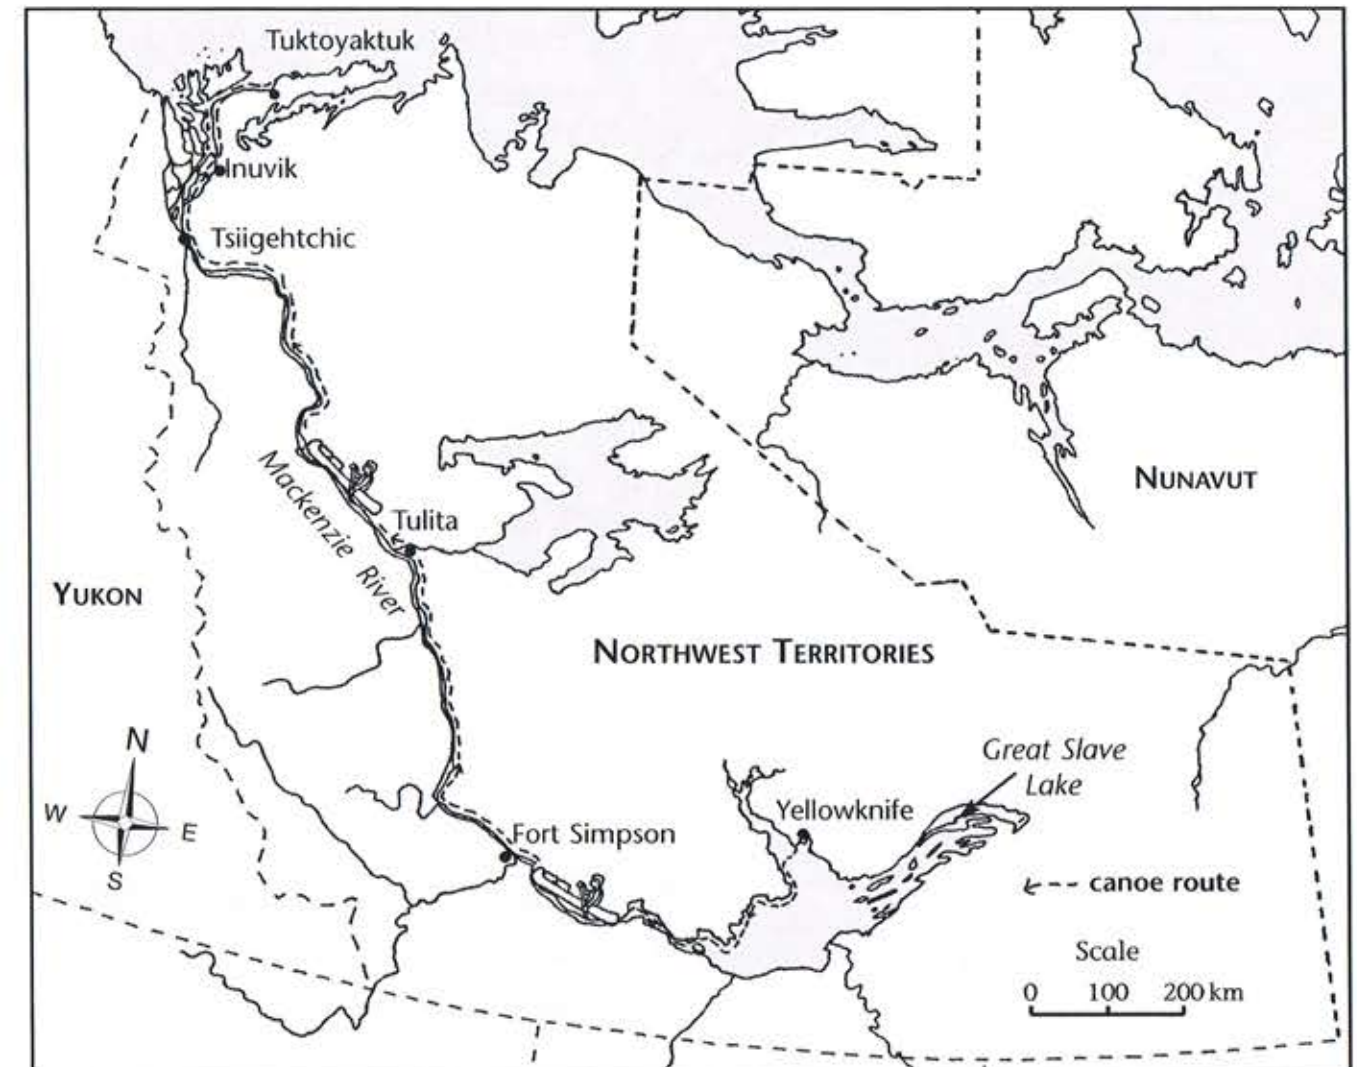 Tuktoyaktuk
Inuvik
Tsiigehtchic
Mackenzie River
Tulita
NUNAVUT
YUKON
NORTHWEST TERRITORIES
N
W
E
S
Great Slave
Lake
Yellowknife
Fort Simpson
canoe route
Scale
0 100 200 km